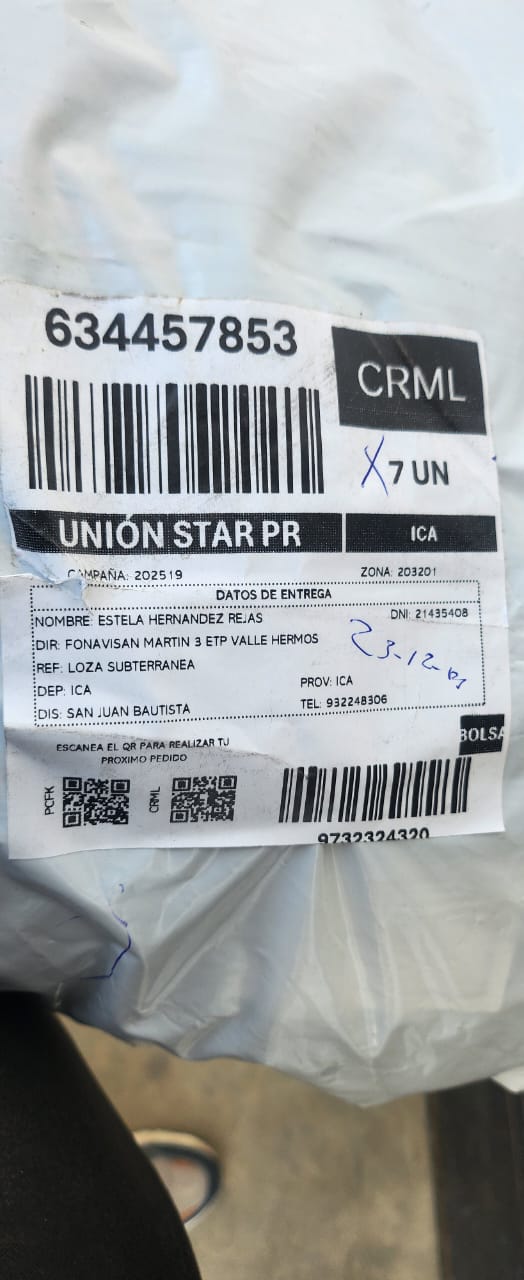 634457853
CRML
X 7 UN
UNIÓN STAR PR
ICA
CAMPAÑA: 202519
ZONA: 203201
DATOS DE ENTREGA
NOMBRE: ESTELA HERNANDEZ REJAS
DNI: 21435408
DIR: FONAVISAN MARTIN 3 ETP VALLE HERMOS
REF: LOZA SUBTERRANEA
23-12-
DEP: ICA
PROV: ICA
DIS: SAN JUAN BAUTISTA
TEL: 932248306
BOLSA
ESCANEA EL QR PARA REALIZAR TU
PROXIMO PEDIDO
PCFK
CRML
9732324320